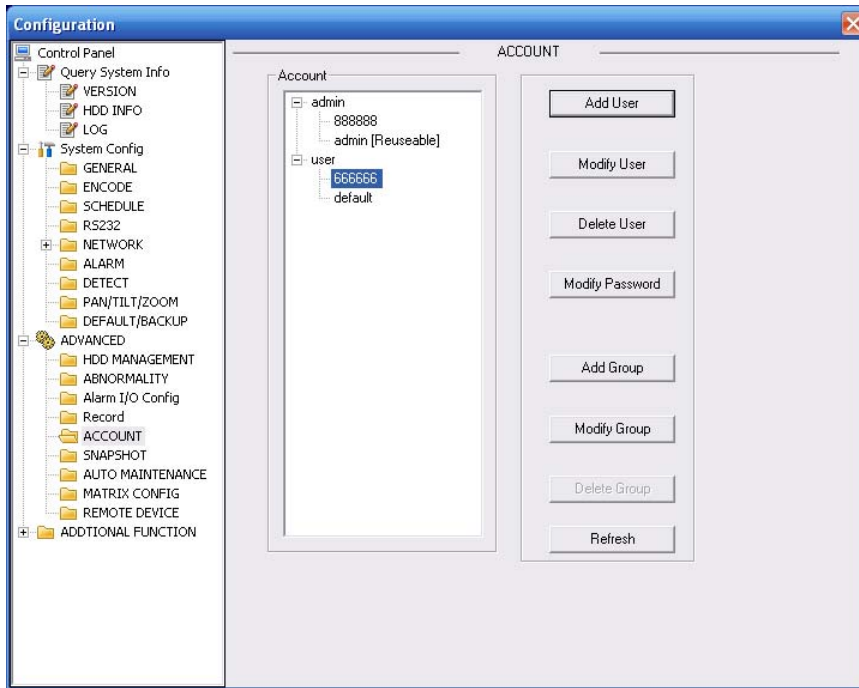 Configuration
Control Panel
Query System Info
VERSION
HDD INFO
LOG
System Config
GENERAL
ENCODE
SCHEDULE
RS232
NETWORK
ALARM
DETECT
PAN/TILT/ZOOM
DEFAULT/BACKUP
ADVANCED
HDD MANAGEMENT
ABNORMALITY
Alarm I/O Config
Record
ACCOUNT
SNAPSHOT
AUTO MAINTENANCE
MATRIX CONFIG
REMOTE DEVICE
ADDTIONAL FUNCTION
ACCOUNT
Account
admin
888888
admin [Reuseable]
user
666666
default
Add User
Modify User
Delete User
Modify Password
Add Group
Modify Group
Delete Group
Refresh